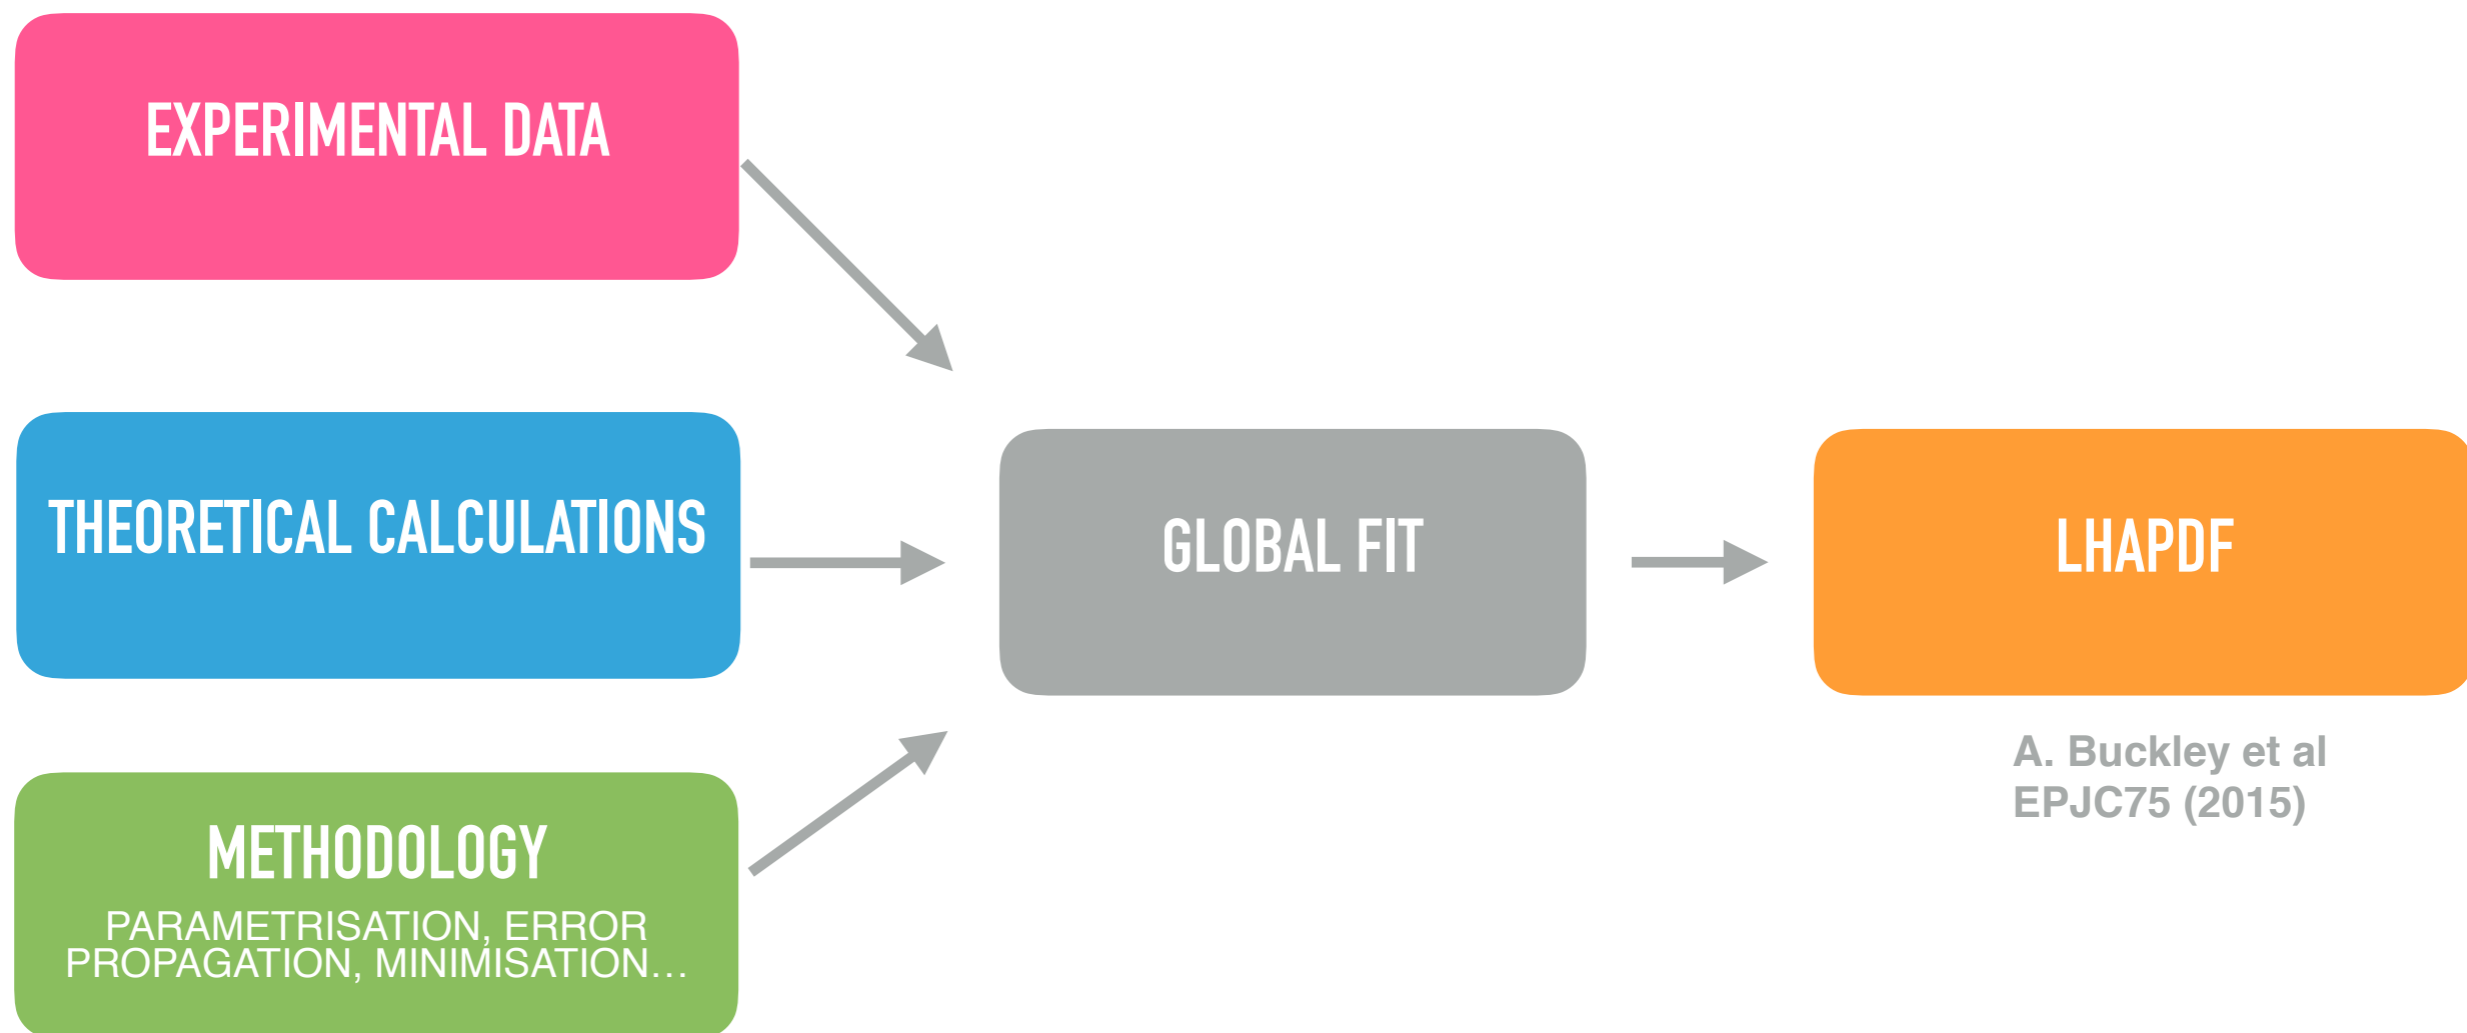 EXPERIMENTAL DATA
THEORETICAL CALCULATIONS
METHODOLOGY
PARAMETRISATION, ERROR
PROPAGATION, MINIMISATION…
GLOBAL FIT
LHAPDF
A. Buckley et al
EPJC75 (2015)